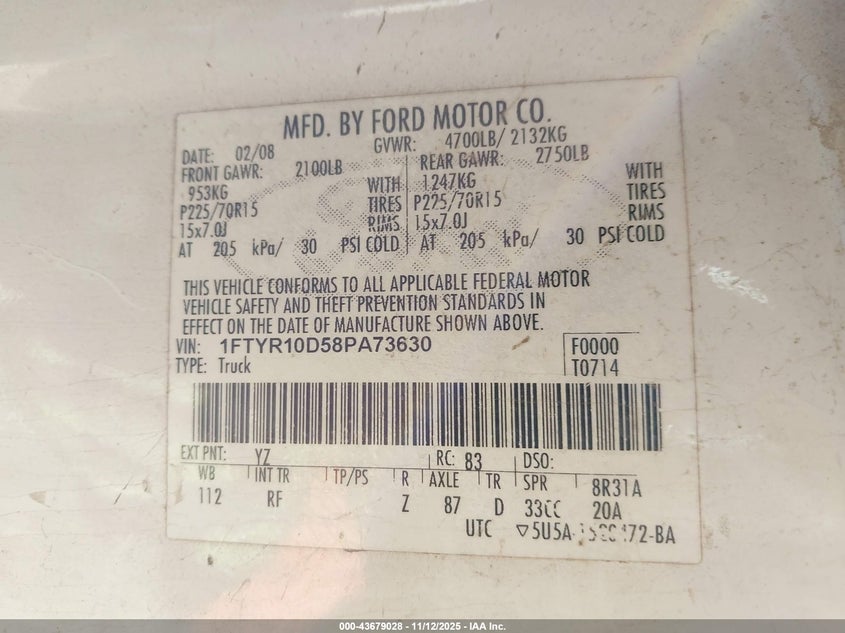 MFD. BY FORD MOTOR CO.
DATE: 02/08 GVWR: 4700LB/ 2132KG
FRONT GAWR: 2100LB REAR GAWR: 2750LB
953KG WITH 1247KG WITH
P225/70R15 TIRES P225/70R15 TIRES
15x7.0J RIMS 15x7.0J RIMS
AT 205 kPa/ 30 PSI COLD AT 205 kPa/ 30 PSI COLD
THIS VEHICLE CONFORMS TO ALL APPLICABLE FEDERAL MOTOR
VEHICLE SAFETY AND THEFT PREVENTION STANDARDS IN
EFFECT ON THE DATE OF MANUFACTURE SHOWN ABOVE.
VIN: 1FTYR10D58PA73630 F0000
TYPE: Truck T0714
EXT PNT: YZ RC: 83 DSO:
WB INT TR TP/PS R AXLE TR SPR 8R31A
112 RF Z 87 D 20A
UTC
000-43679028 - 11/12/2025 - IAA Inc.